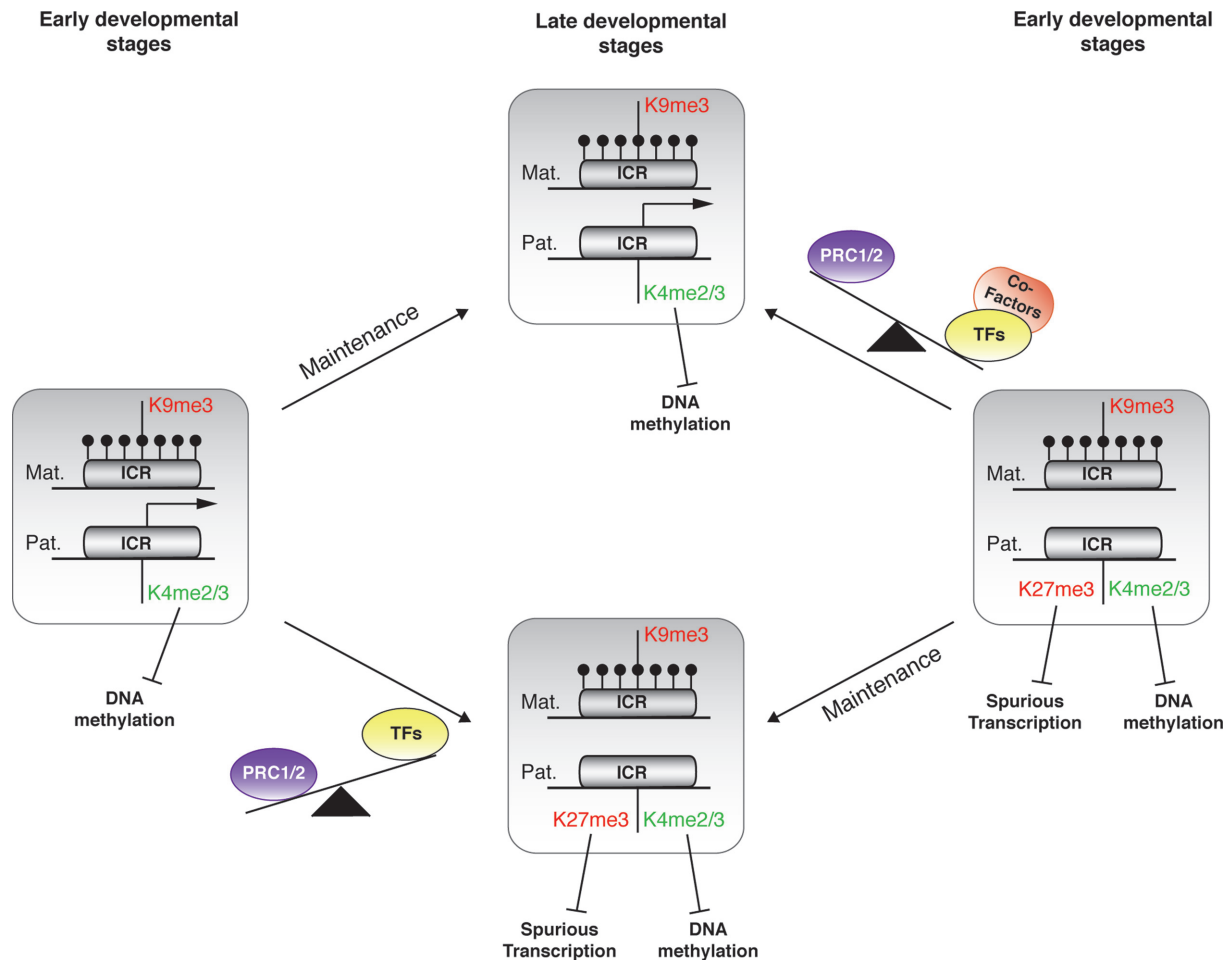 Early developmental
stages
Late developmental
stages
Early developmental
stages
K9me3
Mat.
ICR
Pat.
ICR
K4me2/3
DNA
methylation
Maintenance
PRC1/2
Co-
Factors
TFs
K9me3
Mat.
ICR
Pat.
ICR
K4me2/3
DNA
methylation
K9me3
Mat.
ICR
Pat.
ICR
K27me3
K4me2/3
Spurious
Transcription
DNA
methylation
Maintenance
TFs
PRC1/2
K9me3
Mat.
ICR
Pat.
ICR
K27me3
K4me2/3
Spurious
Transcription
DNA
methylation